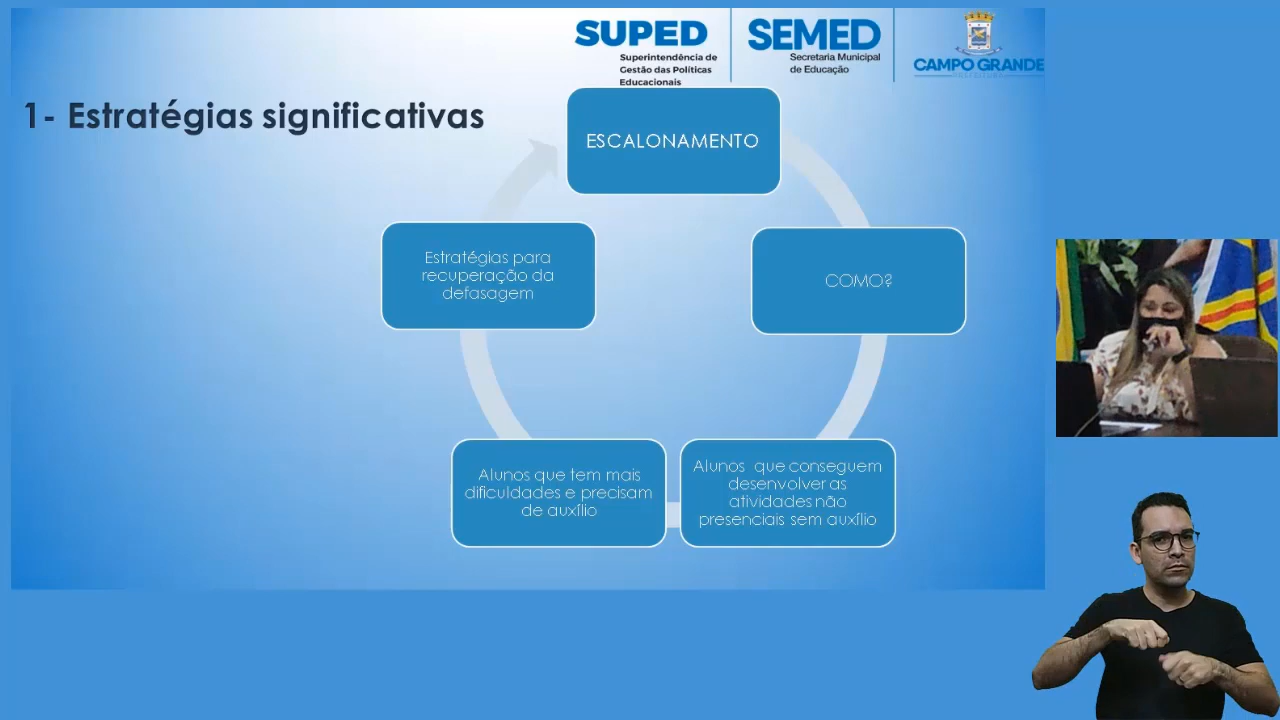 SUPED
Superintendência de
Gestão das Políticas
Educacionais
SEMED
Secretaria Municipal
de Educação
CAMPO GRANDE
PREFEITURA
1- Estratégias significativas
ESCALONAMENTO
COMO?
Alunos que conseguem
desenvolver as
atividades não
presenciais sem auxílio
Alunos que tem mais
dificuldades e precisam
de auxílio
Estratégias para
recuperação da
defasagem